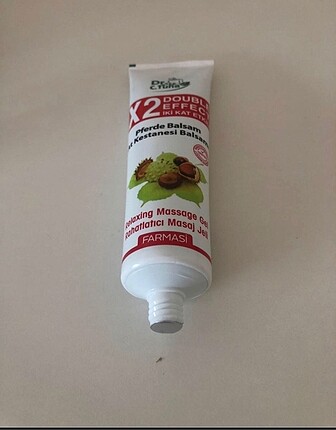 Dr.
C. Tuna
X2 DOUBLE
EFFECT
İKİ KAT ETKİ
Pferde Balsam
At Kestanesi Balsamı
Relaxing Massage Gel
Rahatlatıcı Masaj Jeli
FARMASi